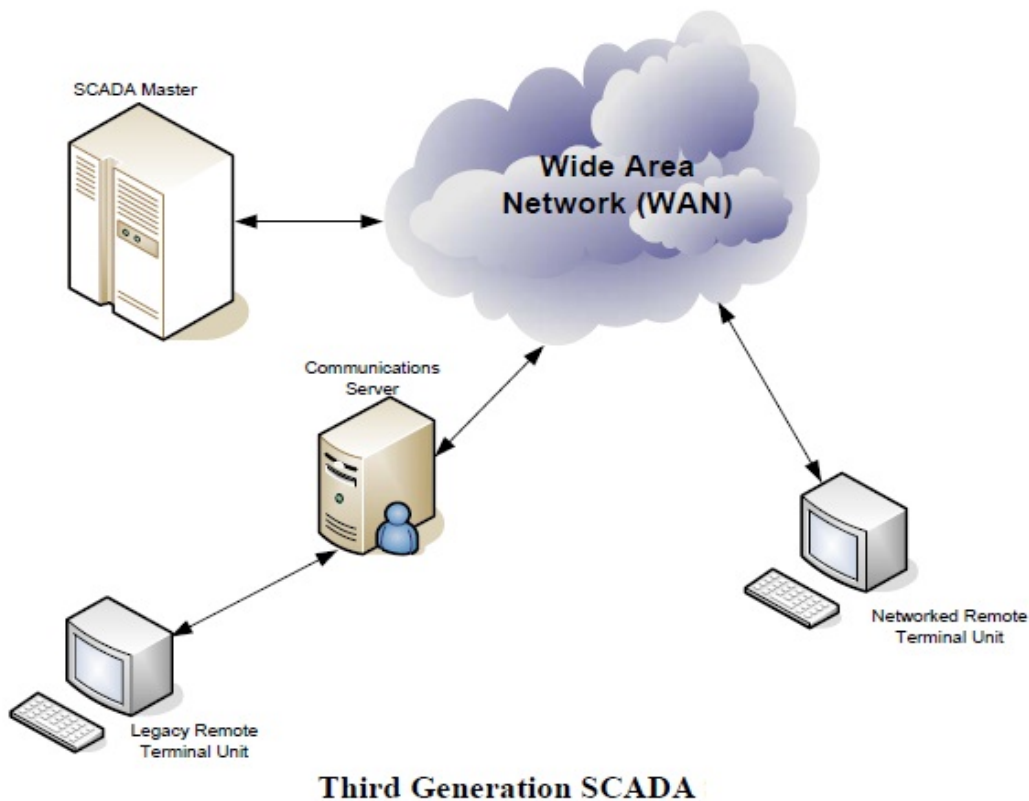 SCADA Master
Wide Area
Network (WAN)
Communications
Server
Networked Remote
Terminal Unit
Legacy Remote
Terminal Unit
Third Generation SCADA